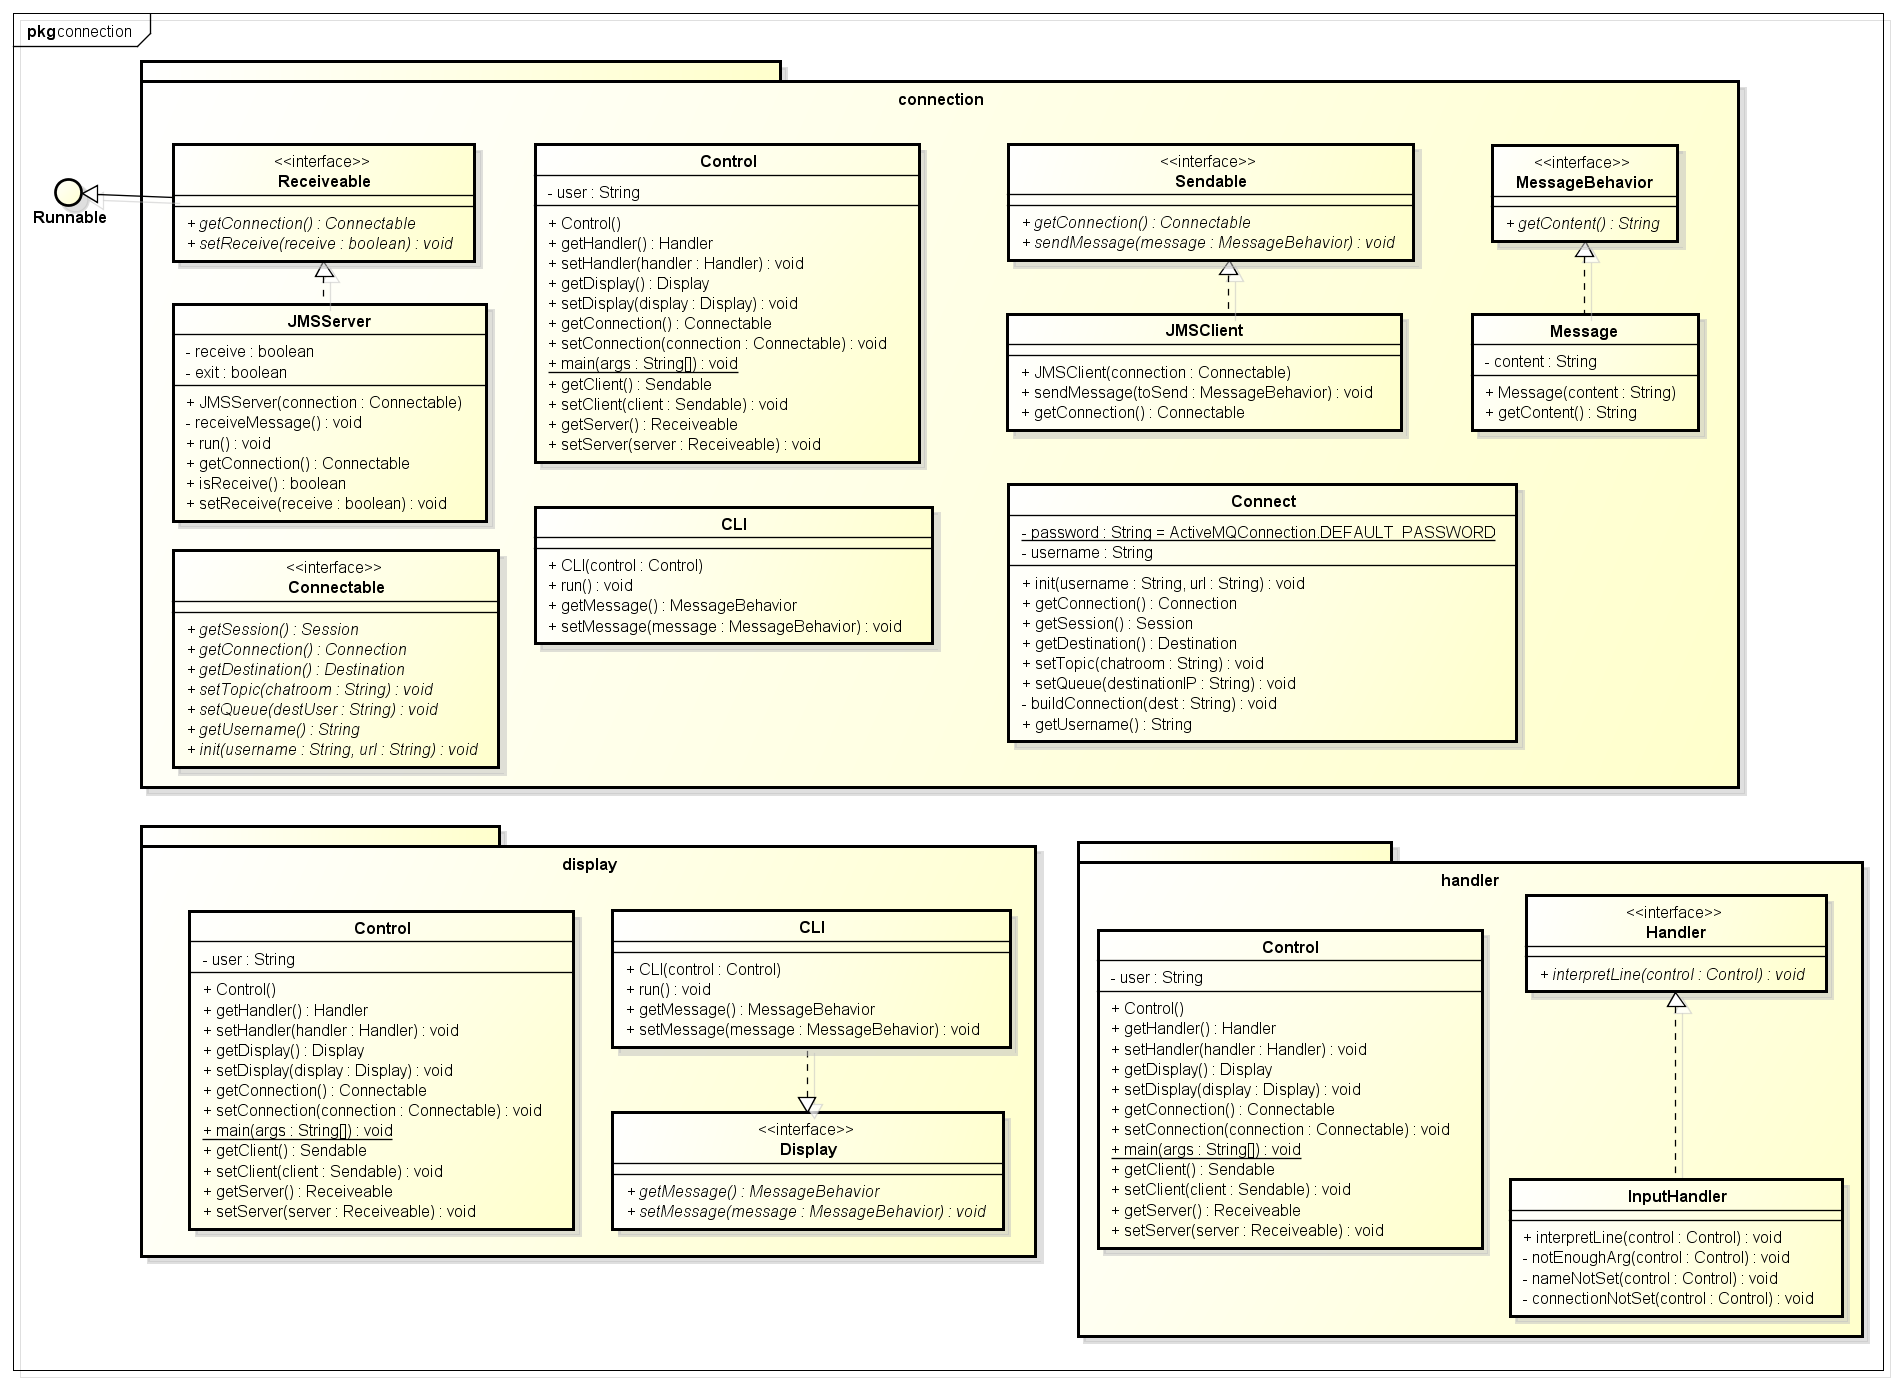 pkg connection
connection
Runnable
<<interface>>
Receiveable
+ getConnection() : Connectable
+ setReceive(receive : boolean) : void
JMSServer
- receive : boolean
- exit : boolean
+ JMSServer(connection : Connectable)
- receiveMessage() : void
+ run() : void
+ getConnection() : Connectable
+ isReceive() : boolean
+ setReceive(receive : boolean) : void
<<interface>>
Connectable
+ getSession() : Session
+ getConnection() : Connection
+ getDestination() : Destination
+ setTopic(chatroom : String) : void
+ setQueue(destUser : String) : void
+ getUsername() : String
+ init(username : String, url : String) : void
Control
- user : String
+ Control()
+ getHandler() : Handler
+ setHandler(handler : Handler) : void
+ getDisplay() : Display
+ setDisplay(display : Display) : void
+ getConnection() : Connectable
+ setConnection(connection : Connectable) : void
+ main(args : String[]) : void
+ getClient() : Sendable
+ setClient(client : Sendable) : void
+ getServer() : Receiveable
+ setServer(server : Receiveable) : void
CLI
+ CLI(control : Control)
+ run() : void
+ getMessage() : MessageBehavior
+ setMessage(message : MessageBehavior) : void
<<interface>>
Sendable
+ getConnection() : Connectable
+ sendMessage(message : MessageBehavior) : void
JMSClient
+ JMSClient(connection : Connectable)
+ sendMessage(toSend : MessageBehavior) : void
+ getConnection() : Connectable
<<interface>>
MessageBehavior
+ getContent() : String
Message
- content : String
+ Message(content : String)
+ getContent() : String
Connect
- password : String = ActiveMQConnection.DEFAULT_PASSWORD
- username : String
+ init(username : String, url : String) : void
+ getConnection() : Connection
+ getSession() : Session
+ getDestination() : Destination
+ setTopic(chatroom : String) : void
+ setQueue(destinationIP : String) : void
- buildConnection(dest : String) : void
+ getUsername() : String
display
Control
- user : String
+ Control()
+ getHandler() : Handler
+ setHandler(handler : Handler) : void
+ getDisplay() : Display
+ setDisplay(display : Display) : void
+ getConnection() : Connectable
+ setConnection(connection : Connectable) : void
+ main(args : String[]) : void
+ getClient() : Sendable
+ setClient(client : Sendable) : void
+ getServer() : Receiveable
+ setServer(server : Receiveable) : void
CLI
+ CLI(control : Control)
+ run() : void
+ getMessage() : MessageBehavior
+ setMessage(message : MessageBehavior) : void
<<interface>>
Display
+ getMessage() : MessageBehavior
+ setMessage(message : MessageBehavior) : void
handler
Control
- user : String
+ Control()
+ getHandler() : Handler
+ setHandler(handler : Handler) : void
+ getDisplay() : Display
+ setDisplay(display : Display) : void
+ getConnection() : Connectable
+ setConnection(connection : Connectable) : void
+ main(args : String[]) : void
+ getClient() : Sendable
+ setClient(client : Sendable) : void
+ getServer() : Receiveable
+ setServer(server : Receiveable) : void
<<interface>>
Handler
+ interpretLine(control : Control) : void
InputHandler
+ interpretLine(control : Control) : void
- notEnoughArg(control : Control) : void
- nameNotSet(control : Control) : void
- connectionNotSet(control : Control) : void